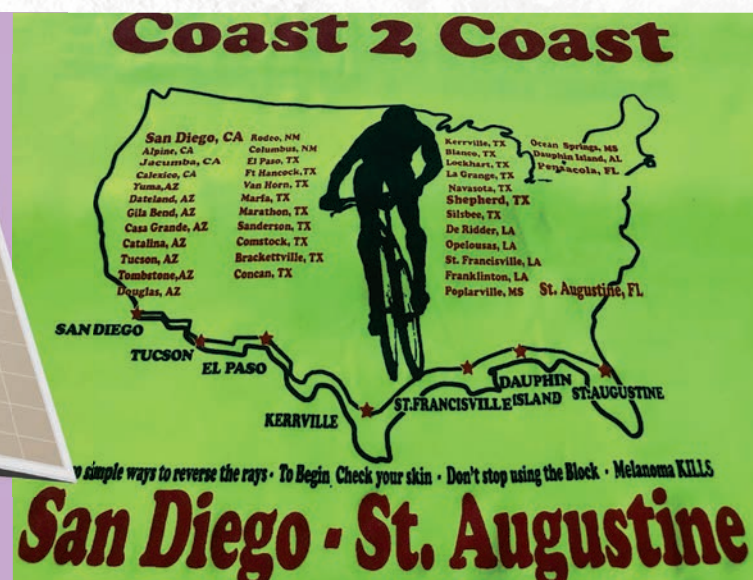 Coast 2 Coast
San Diego, CA
Alpine, CA
Jacumba, CA
Calexico, CA
Yuma, AZ
Dateland, AZ
Gila Bend, AZ
Casa Grande, AZ
Catalina, AZ
Tucson, AZ
Tombstone, AZ
Douglas, AZ
Rodeo, NM
Columbus, NM
El Paso, TX
Ft Hancock, TX
Van Horn, TX
Marfa, TX
Marathon, TX
Sanderson, TX
Comstock, TX
Brackettville, TX
Concan, TX
Kerrville, TX
Blanco, TX
Lockhart, TX
La Grange, TX
Navasota, TX
Shepherd, TX
Silsbee, TX
De Ridder, LA
Opelousas, LA
St. Francisville, LA
Franklinton, LA
Poplarville, MS
Ocean Springs, MS
Dauphin Island, AL
Pensacola, FL
St. Augustine, FL
SAN DIEGO
TUCSON
EL PASO
KERRVILLE
ST.FRANCISVILLE
DAUPHIN
ISLAND
ST.AUGUSTINE
simple ways to reverse the rays · To Begin Check your skin · Don't stop using the Block · Melanoma KILLS
San Diego - St. Augustine